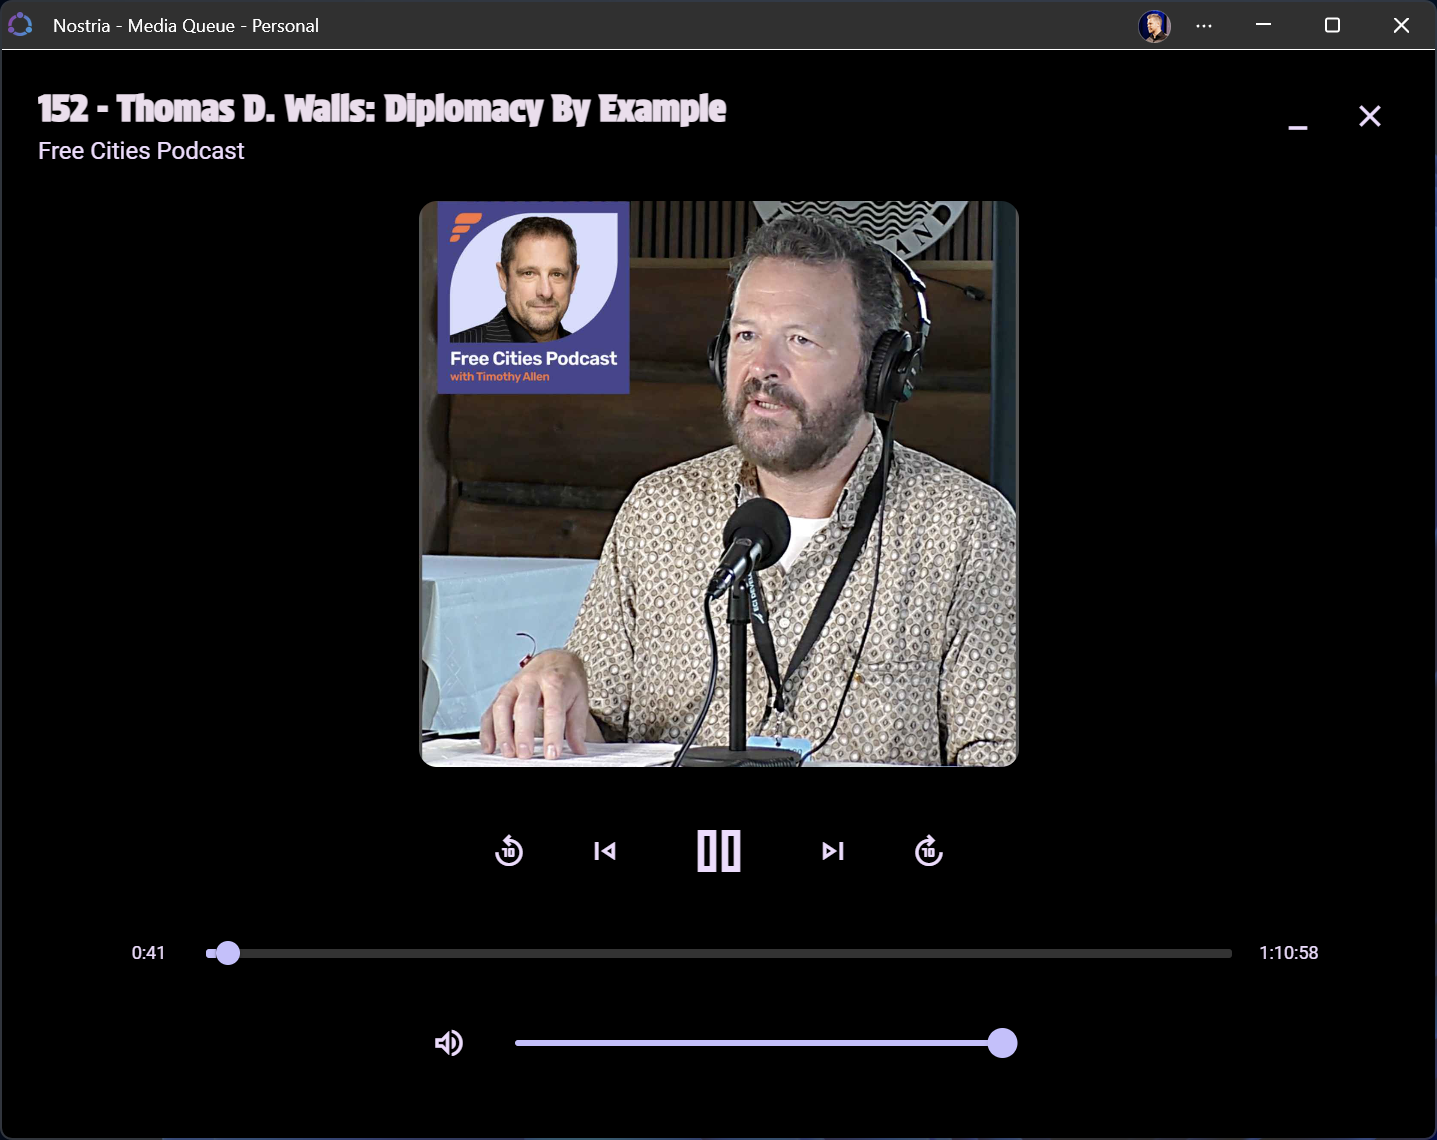 Nostria - Media Queue - Personal
152 - Thomas D. Walls: Diplomacy By Example
Free Cities Podcast
AND
Free Cities Podcast
with Timothy Allen
10
10
0:41
1:10:58